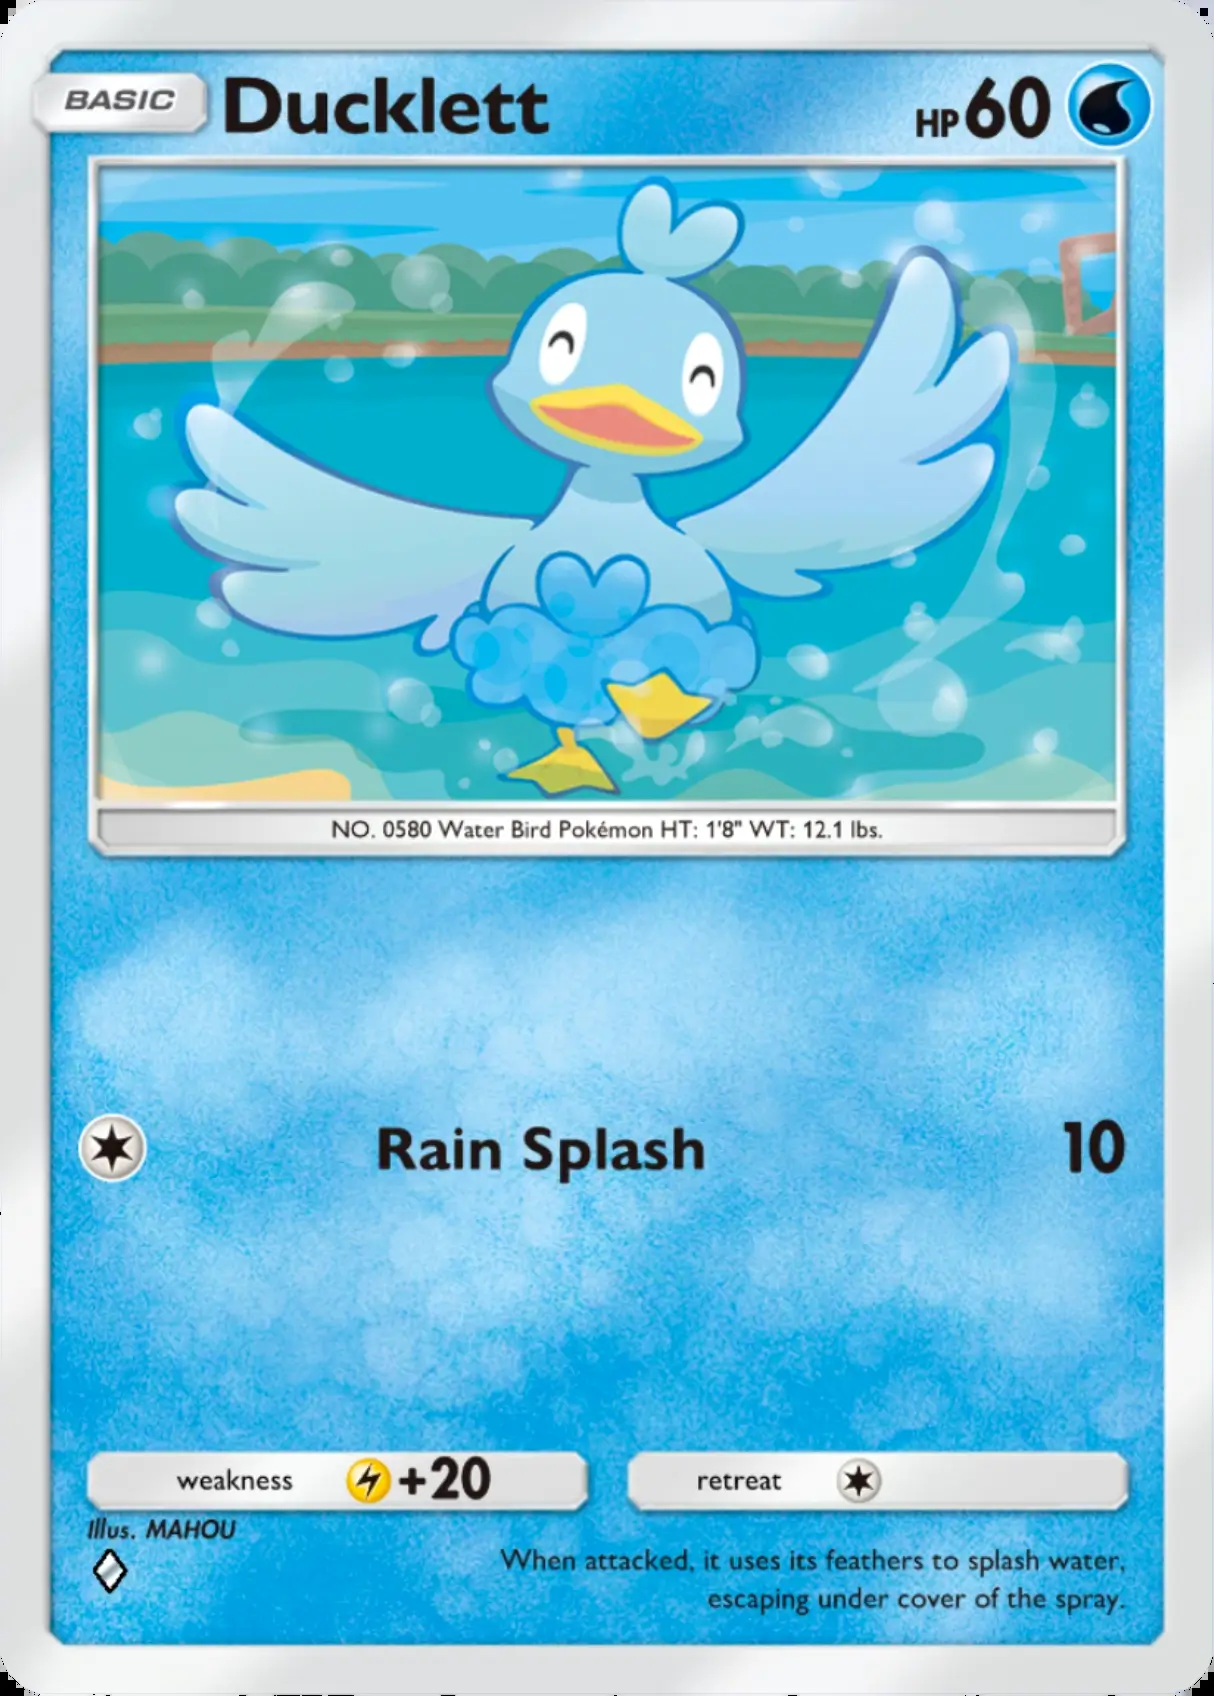 BASIC Ducklett HP60
NO. 0580 Water Bird Pokémon HT: 1'8" WT: 12.1 lbs.
Rain Splash 10
weakness +20 retreat
Illus. MAHOU
When attacked, it uses its feathers to splash water,
escaping under cover of the spray.